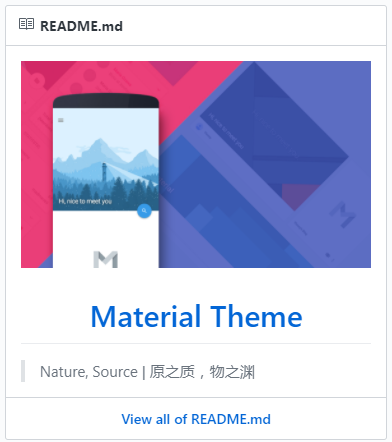 README.md
Hi, nice to meet you
Material Theme
Nature, Source | 原之质，物之渊
View all of README.md